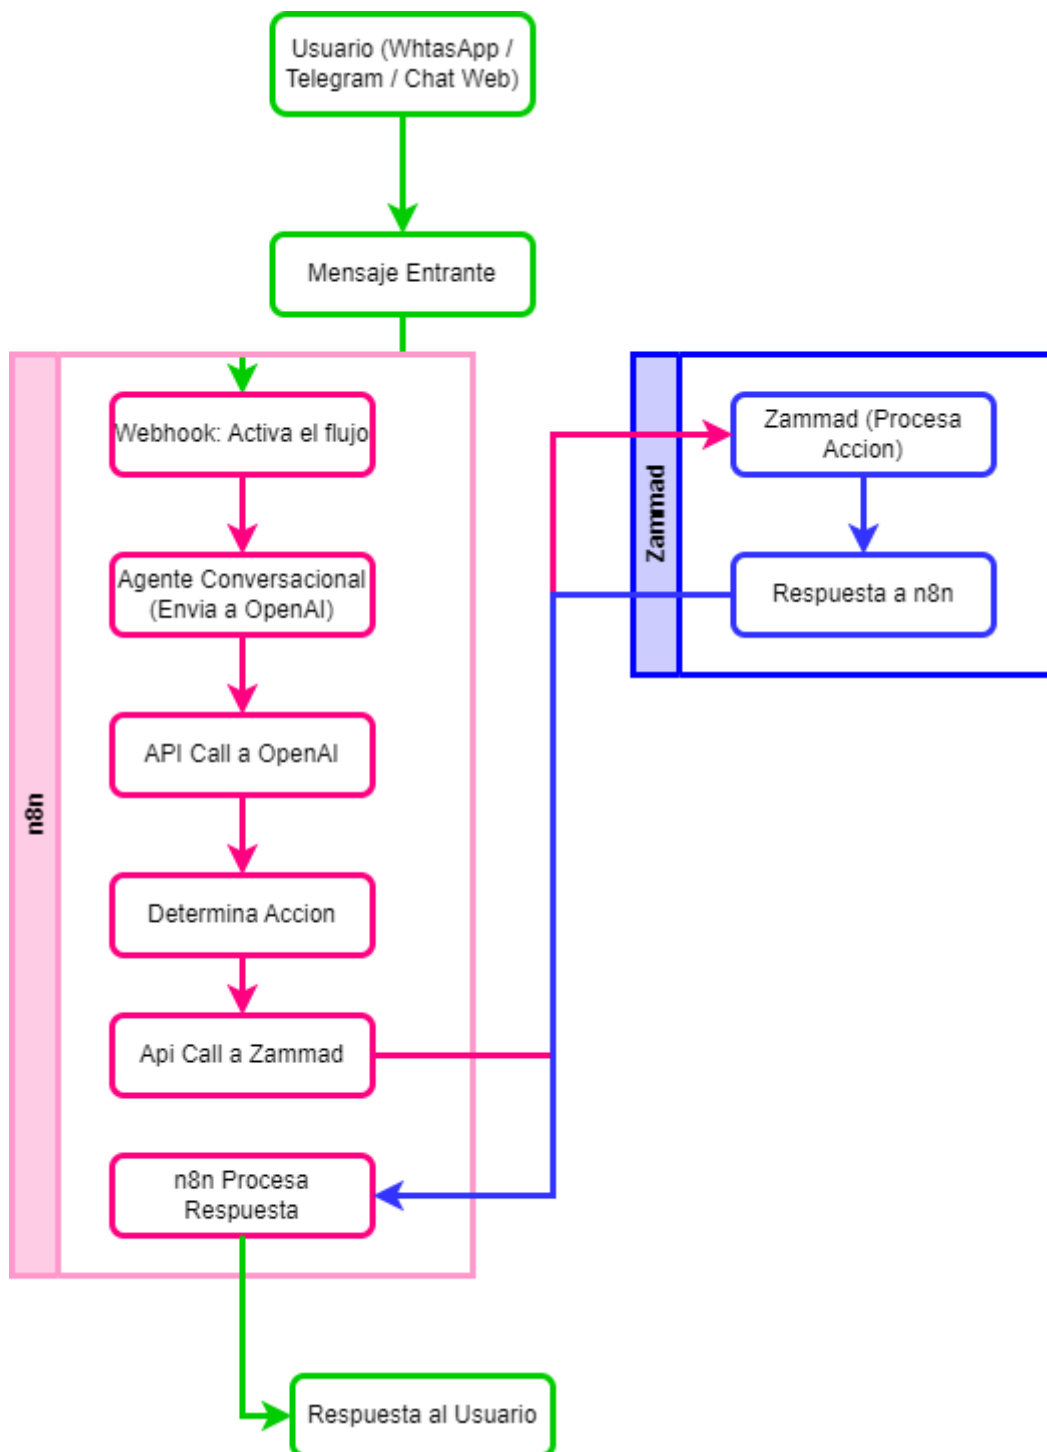 Usuario (WhtasApp /
Telegram / Chat Web)
Mensaje Entrante
n8n
Webhook: Activa el flujo
Agente Conversacional
(Envia a OpenAI)
API Call a OpenAI
Determina Accion
Api Call a Zammad
Zammad
Zammad (Procesa
Accion)
Respuesta a n8n
n8n Procesa
Respuesta
Respuesta al Usuario